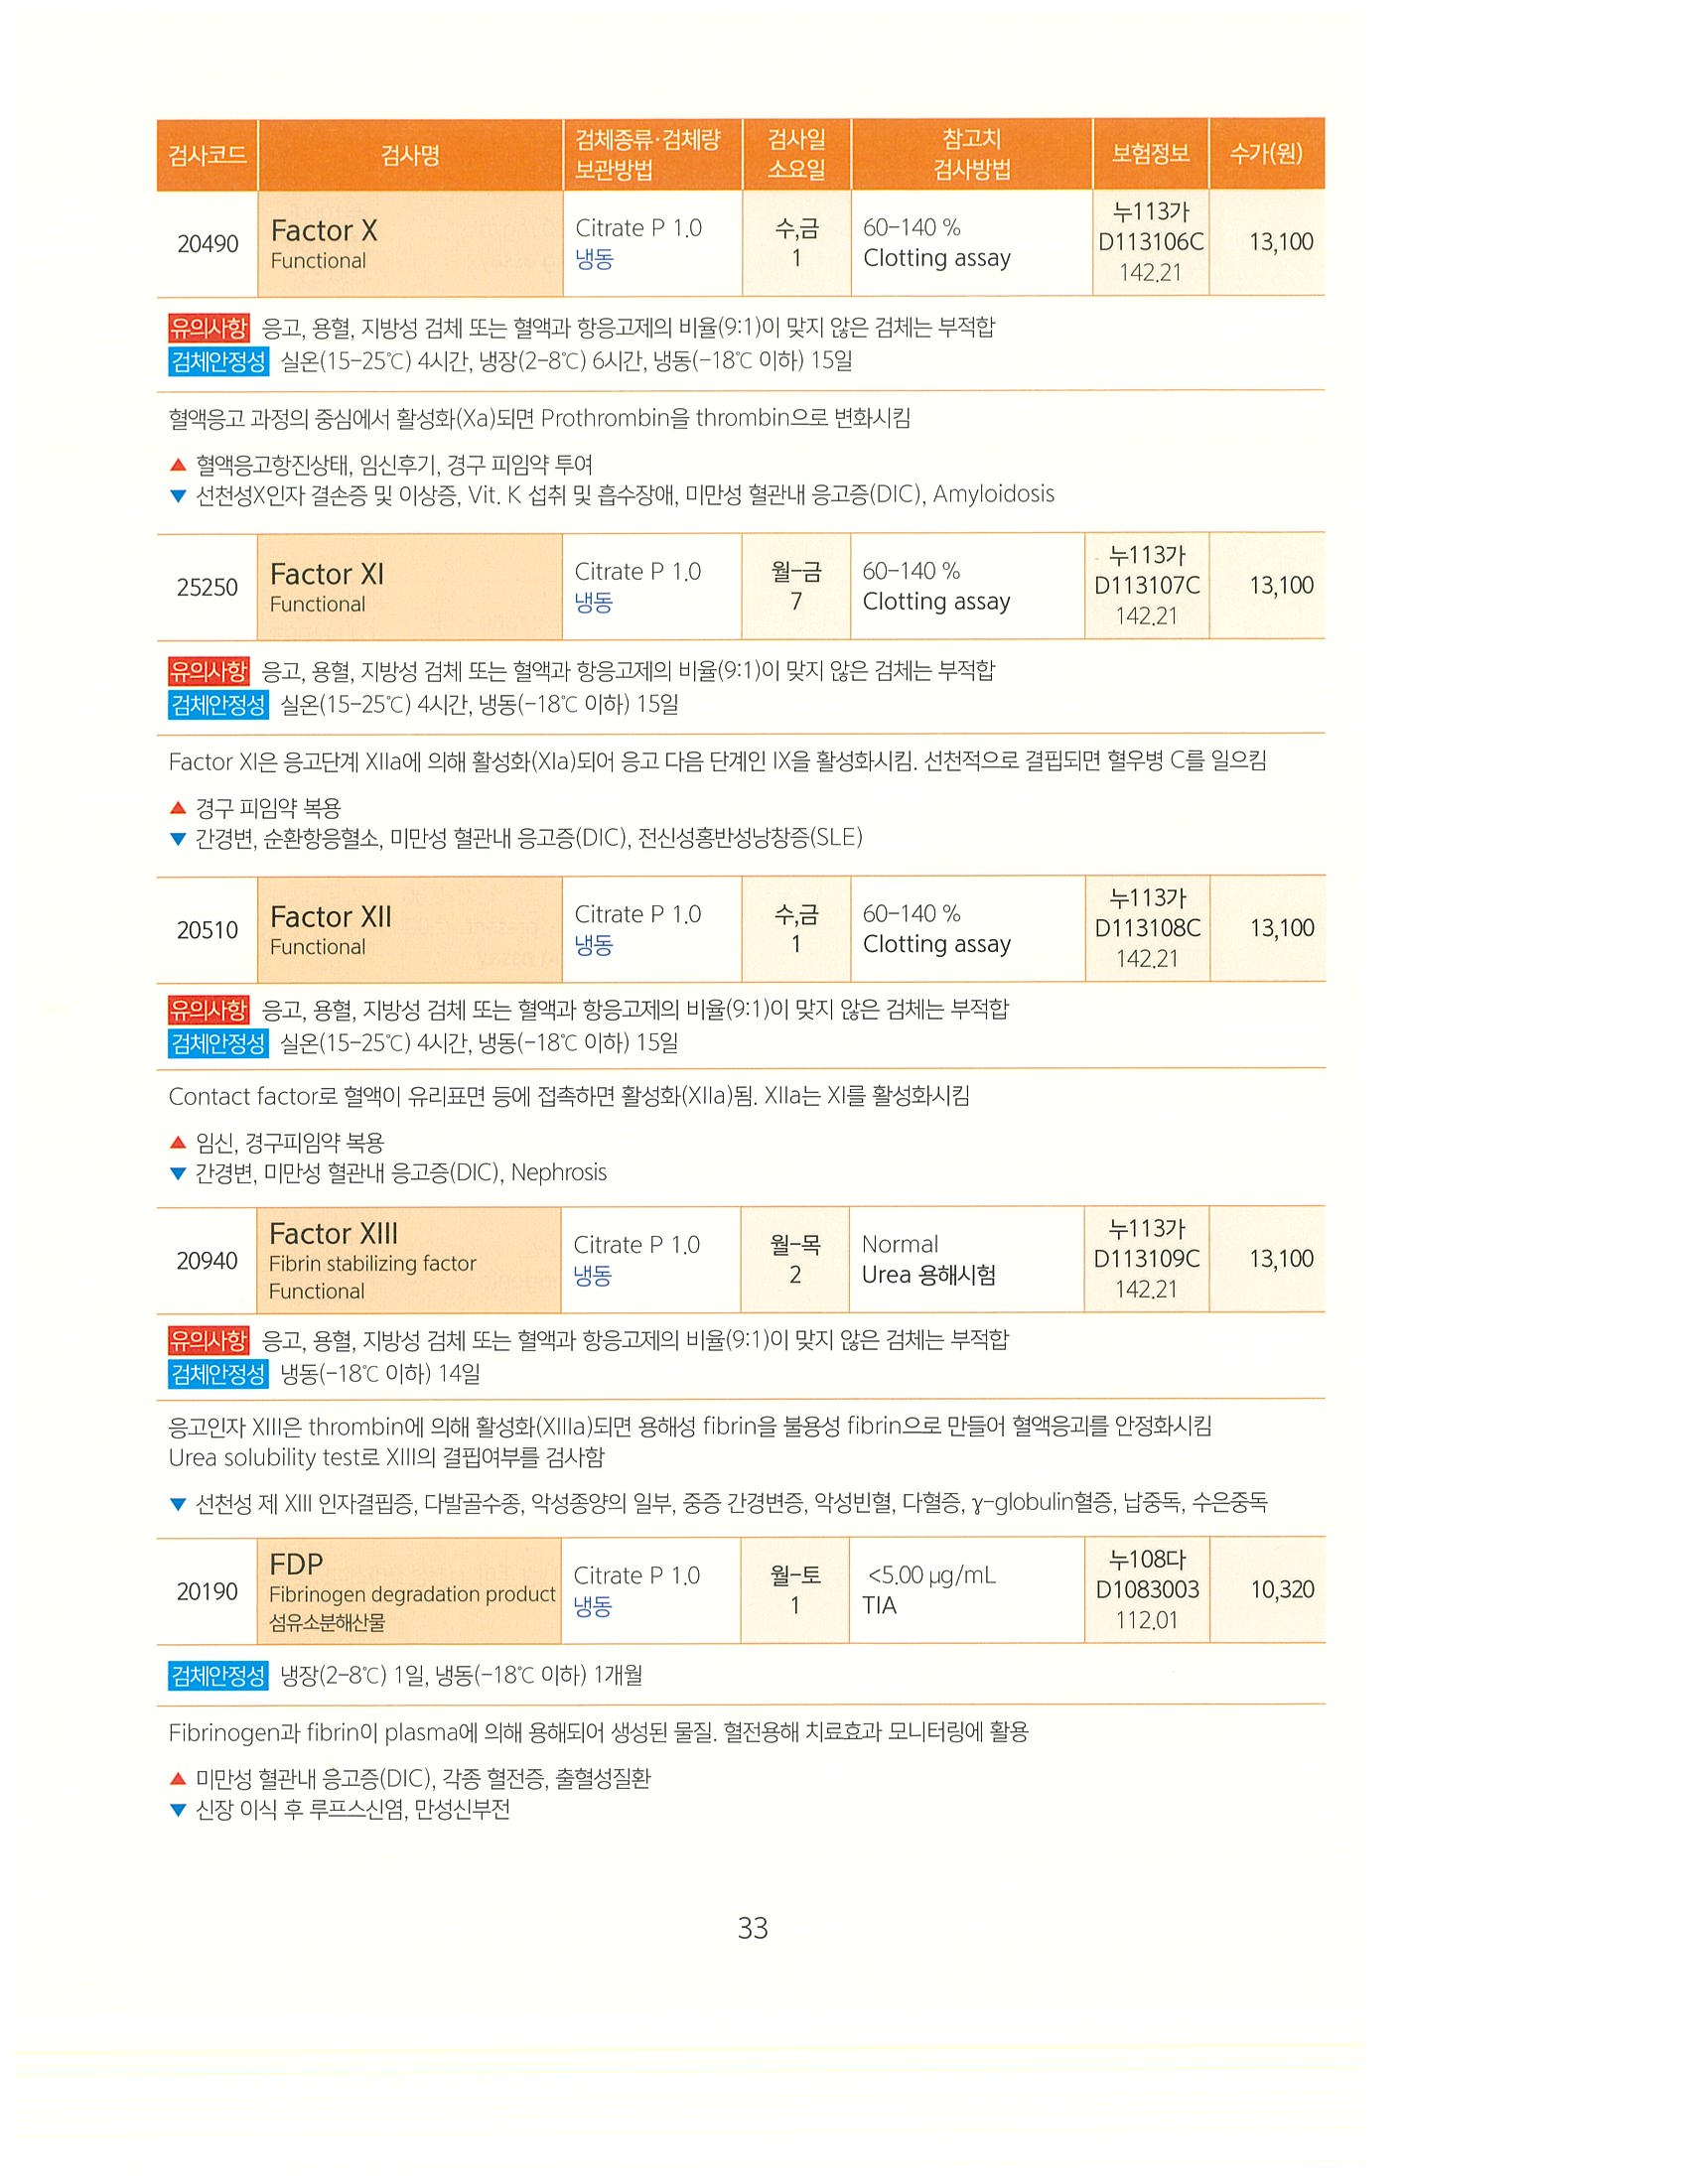 검사코드 검사명 검체종류·검체량 보관방법 검사일 소요일 참고치 검사방법 보험정보 수가(원)
20490
Factor X
Functional
Citrate P 1.0
냉동
수,금
1
60-140 %
Clotting assay
누113가
D113106C
142.21
13,100
유의사항 응고, 용혈, 지방성 검체 또는 혈액과 항응고제의 비율(9:1)이 맞지 않은 검체는 부적합
검체안정성 실온(15-25℃) 4시간, 냉장(2-8℃) 6시간, 냉동(-18℃ 이하) 15일
혈액응고 과정의 중심에서 활성화(Xa)되면 Prothrombin을 thrombin으로 변화시킴
▲ 혈액응고항진상태, 임신후기, 경구 피임약 투여
▼ 선천성X인자 결손증 및 이상증, Vit. K 섭취 및 흡수장애, 미만성 혈관내 응고증(DIC), Amyloidosis
25250
Factor XI
Functional
Citrate P 1.0
냉동
월-금
7
60-140 %
Clotting assay
누113가
D113107C
142.21
13,100
유의사항 응고, 용혈, 지방성 검체 또는 혈액과 항응고제의 비율(9:1)이 맞지 않은 검체는 부적합
검체안정성 실온(15-25℃) 4시간, 냉동(-18℃ 이하) 15일
Factor XI은 응고단계 XIIa에 의해 활성화(XIa)되어 응고 다음 단계인 IX을 활성화시킴. 선천적으로 결핍되면 혈우병 C를 일으킴
▲ 경구 피임약 복용
▼ 간경변, 순환항응혈소, 미만성 혈관내 응고증(DIC), 전신성홍반성낭창증(SLE)
20510
Factor XII
Functional
Citrate P 1.0
냉동
수,금
1
60-140 %
Clotting assay
누113가
D113108C
142.21
13,100
유의사항 응고, 용혈, 지방성 검체 또는 혈액과 항응고제의 비율(9:1)이 맞지 않은 검체는 부적합
검체안정성 실온(15-25℃) 4시간, 냉동(-18℃ 이하) 15일
Contact factor로 혈액이 유리표면 등에 접촉하면 활성화(XIIa)됨. XIIa는 XI를 활성화시킴
▲ 임신, 경구피임약 복용
▼ 간경변, 미만성 혈관내 응고증(DIC), Nephrosis
20940
Factor XIII
Fibrin stabilizing factor
Functional
Citrate P 1.0
냉동
월-목
2
Normal
Urea 용해시험
누113가
D113109C
142.21
13,100
유의사항 응고, 용혈, 지방성 검체 또는 혈액과 항응고제의 비율(9:1)이 맞지 않은 검체는 부적합
검체안정성 냉동(-18℃ 이하) 14일
응고인자 XIII은 thrombin에 의해 활성화(XIIIa)되면 용해성 fibrin을 불용성 fibrin으로 만들어 혈액응괴를 안정화시킴
Urea solubility test로 XIII의 결핍여부를 검사함
▼ 선천성 제 XIII 인자결핍증, 다발골수종, 악성종양의 일부, 중증 간경변증, 악성빈혈, 다혈증, γ-globulin혈증, 납중독, 수은중독
20190
FDP
Fibrinogen degradation product
섬유소분해산물
Citrate P 1.0
냉동
월-토
1
<5.00 μg/mL
TIA
누108다
D1083003
112.01
10,320
검체안정성 냉장(2-8℃) 1일, 냉동(-18℃ 이하) 1개월
Fibrinogen과 fibrin이 plasma에 의해 용해되어 생성된 물질. 혈전용해 치료효과 모니터링에 활용
▲ 미만성 혈관내 응고증(DIC), 각종 혈전증, 출혈성질환
▼ 신장 이식 후 루프스신염, 만성신부전
33